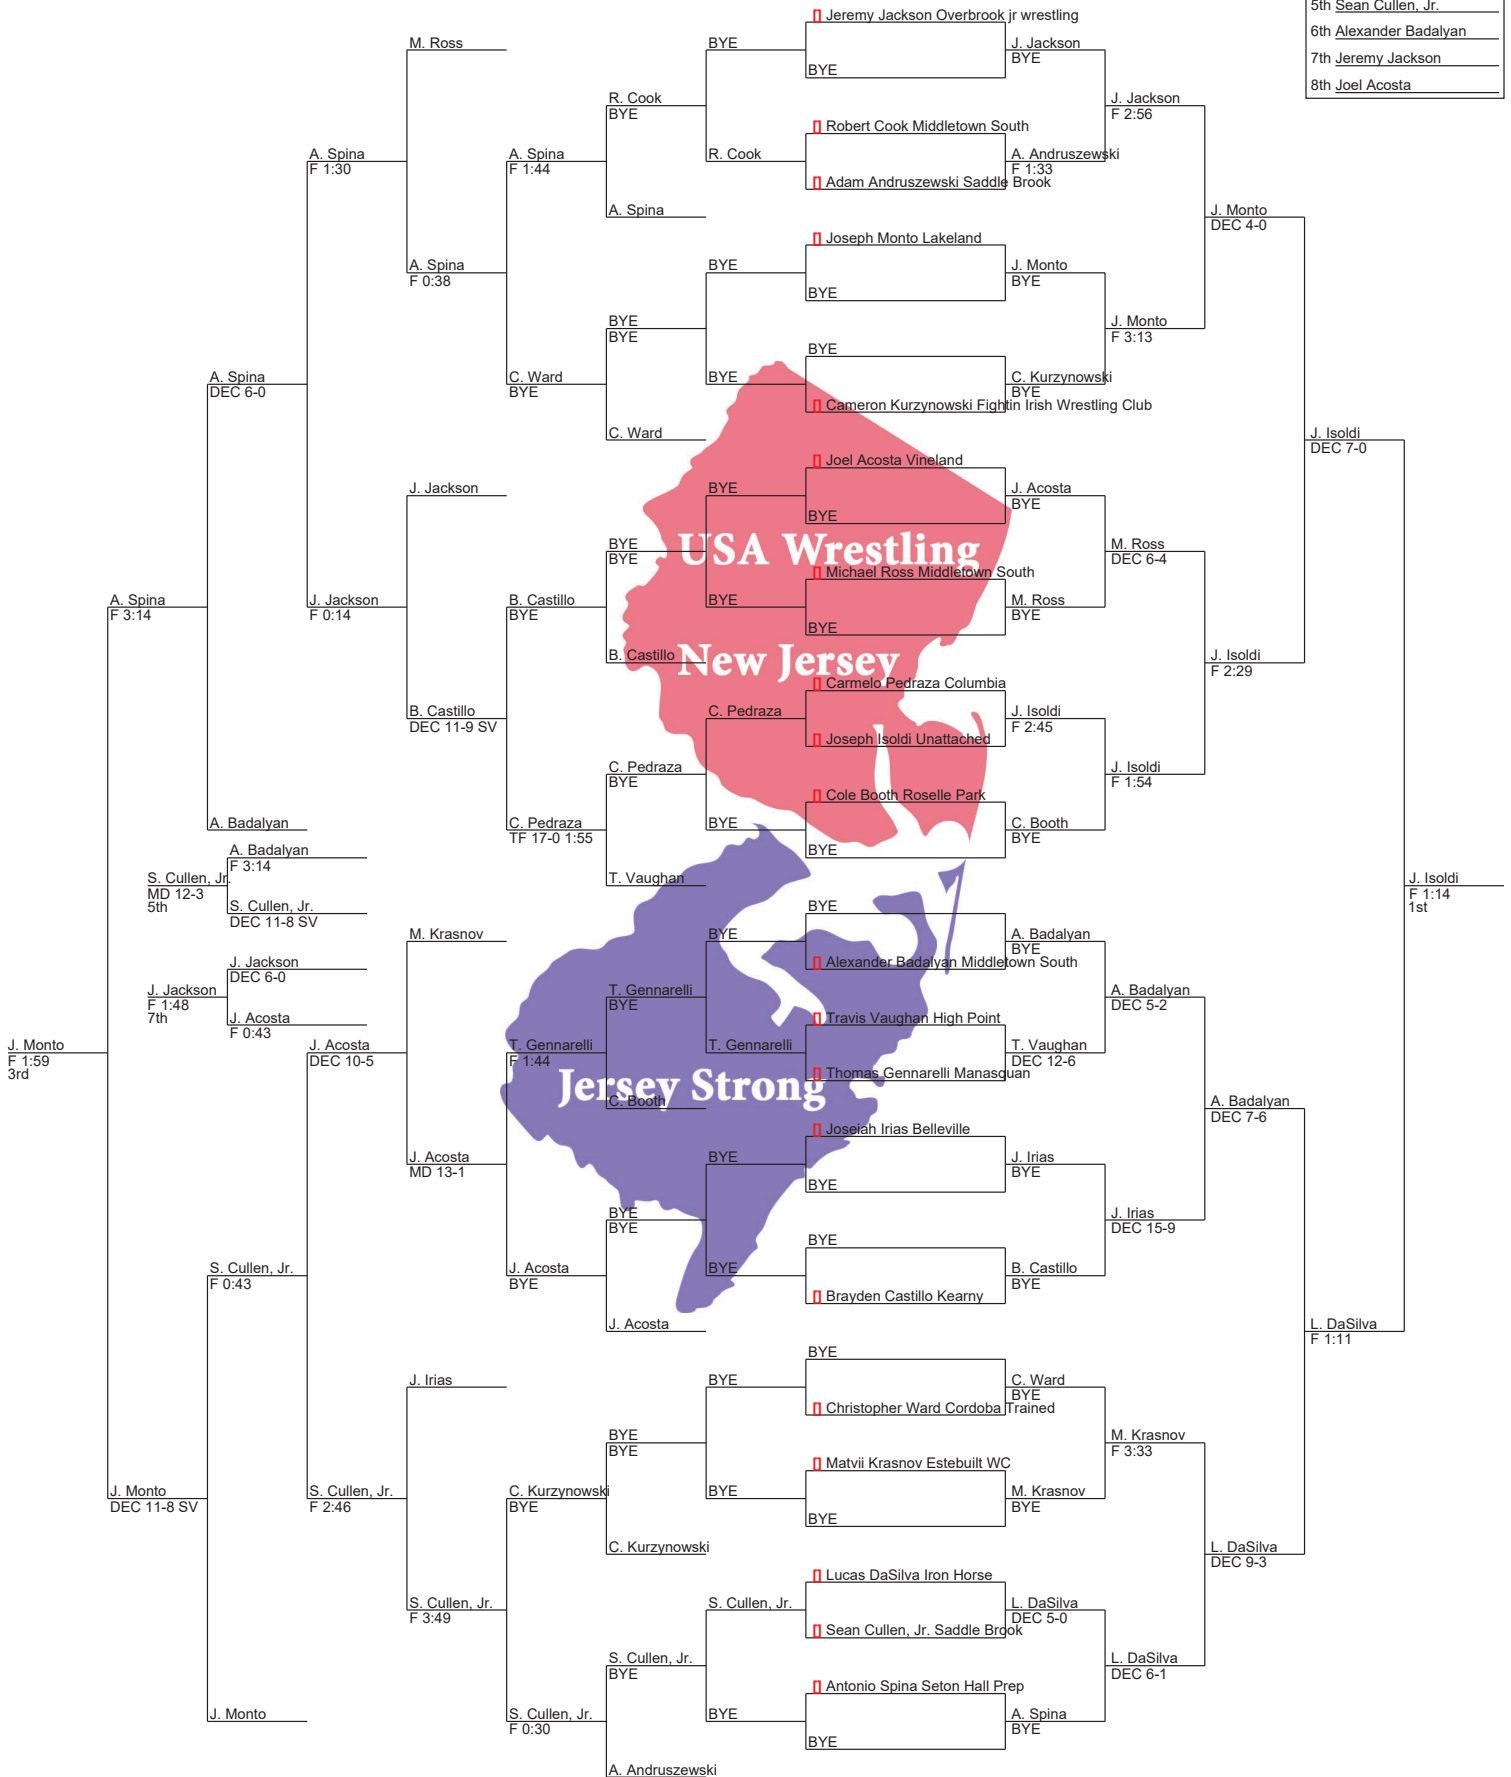 5th Sean Cullen, Jr.
6th Alexander Badalyan
7th Jeremy Jackson
8th Joel Acosta
Jeremy Jackson Overbrook jr wrestling
M. Ross
BYE
J. Jackson
BYE
BYE
R. Cook
BYE
J. Jackson
F 2:56
Robert Cook Middletown South
A. Spina
F 1:30
A. Spina
F 1:44
R. Cook
A. Andruszewski
F 1:33
Adam Andruszewski Saddle Brook
A. Spina
J. Monto
DEC 4-0
Joseph Monto Lakeland
A. Spina
F 0:38
BYE
J. Monto
BYE
BYE
BYE
BYE
J. Monto
F 3:13
BYE
A. Spina
DEC 6-0
C. Ward
BYE
BYE
C. Kurzynowski
BYE
Cameron Kurzynowski Fightin Irish Wrestling Club
C. Ward
J. Isoldi
DEC 7-0
Joel Acosta Vineland
J. Jackson
BYE
J. Acosta
BYE
BYE
BYE
BYE
USA Wrestling
M. Ross
DEC 6-4
Michael Ross Middletown South
A. Spina
F 3:14
J. Jackson
F 0:14
B. Castillo
BYE
BYE
M. Ross
BYE
BYE
B. Castillo
New Jersey
J. Isoldi
F 2:29
Carmelo Pedraza Columbia
B. Castillo
DEC 11-9 SV
C. Pedraza
J. Isoldi
F 2:45
Joseph Isoldi Unattached
C. Pedraza
BYE
J. Isoldi
F 1:54
Cole Booth Roselle Park
A. Badalyan
C. Pedraza
TF 17-0 1:55
BYE
C. Booth
BYE
BYE
A. Badalyan
F 3:14
S. Cullen, Jr.
MD 12-3
5th
T. Vaughan
J. Isoldi
F 1:14
1st
S. Cullen, Jr.
DEC 11-8 SV
BYE
M. Krasnov
BYE
A. Badalyan
BYE
J. Jackson
DEC 6-0
Alexander Badalyan Middletown South
J. Jackson
F 1:48
7th
T. Gennarelli
BYE
A. Badalyan
DEC 5-2
J. Acosta
F 0:43
Travis Vaughan High Point
J. Monto
F 1:59
3rd
J. Acosta
DEC 10-5
T. Gennarelli
F 1:44
T. Gennarelli
T. Vaughan
DEC 12-6
Thomas Gennarelli Manasquan
Jersey Strong
C. Booth
A. Badalyan
DEC 7-6
Joseiah Irias Belleville
J. Acosta
MD 13-1
BYE
J. Irias
BYE
BYE
BYE
BYE
J. Irias
DEC 15-9
BYE
S. Cullen, Jr.
F 0:43
J. Acosta
BYE
BYE
B. Castillo
BYE
Brayden Castillo Kearny
J. Acosta
L. DaSilva
F 1:11
BYE
J. Irias
BYE
C. Ward
BYE
Christopher Ward Cordoba Trained
BYE
BYE
M. Krasnov
F 3:33
Matvii Krasnov Estebuilt WC
J. Monto
DEC 11-8 SV
S. Cullen, Jr.
F 2:46
C. Kurzynowski
BYE
BYE
M. Krasnov
BYE
BYE
C. Kurzynowski
L. DaSilva
DEC 9-3
Lucas DaSilva Iron Horse
S. Cullen, Jr.
F 3:49
S. Cullen, Jr.
L. DaSilva
DEC 5-0
Sean Cullen, Jr. Saddle Brook
S. Cullen, Jr.
BYE
L. DaSilva
DEC 6-1
Antonio Spina Seton Hall Prep
J. Monto
S. Cullen, Jr.
F 0:30
BYE
A. Spina
BYE
BYE
A. Andruszewski